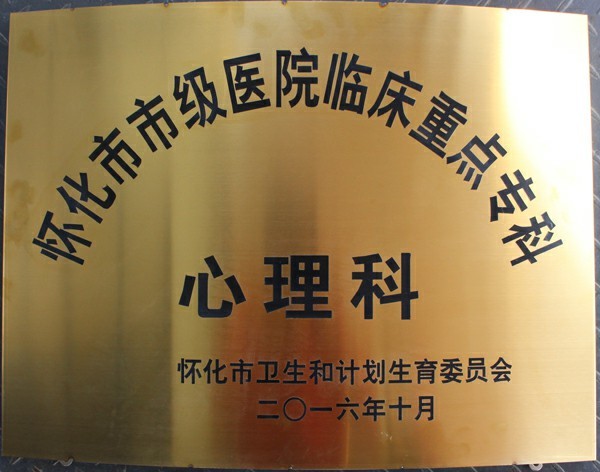 怀化市市级医院临床重点专科
心理科
怀化市卫生和计划生育委员会
二〇一六年十月